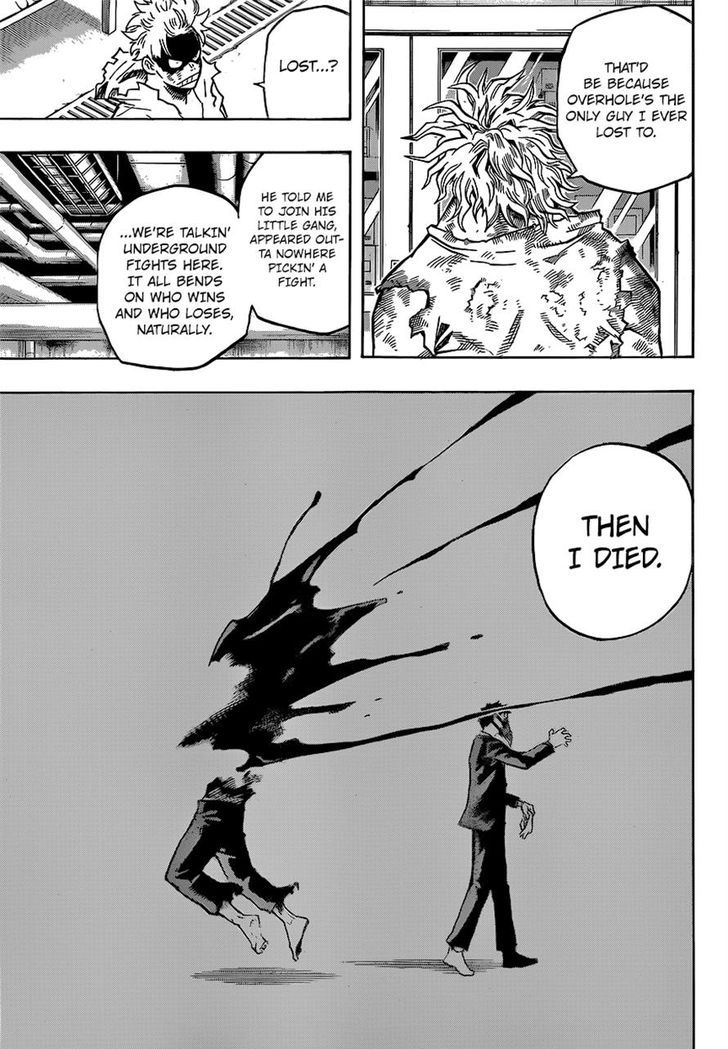 THAT'D
BE BECAUSE
OVERHOLE'S THE
ONLY GUY I EVER
LOST TO.
LOST...?
HE TOLD ME
TO JOIN HIS
LITTLE GANG,
APPEARED OUT-
TA NOWHERE
PICKIN' A
FIGHT.
...WE'RE TALKIN'
UNDERGROUND
FIGHTS HERE.
IT ALL BENDS
ON WHO WINS
AND WHO LOSES,
NATURALLY.
THEN
I DIED.